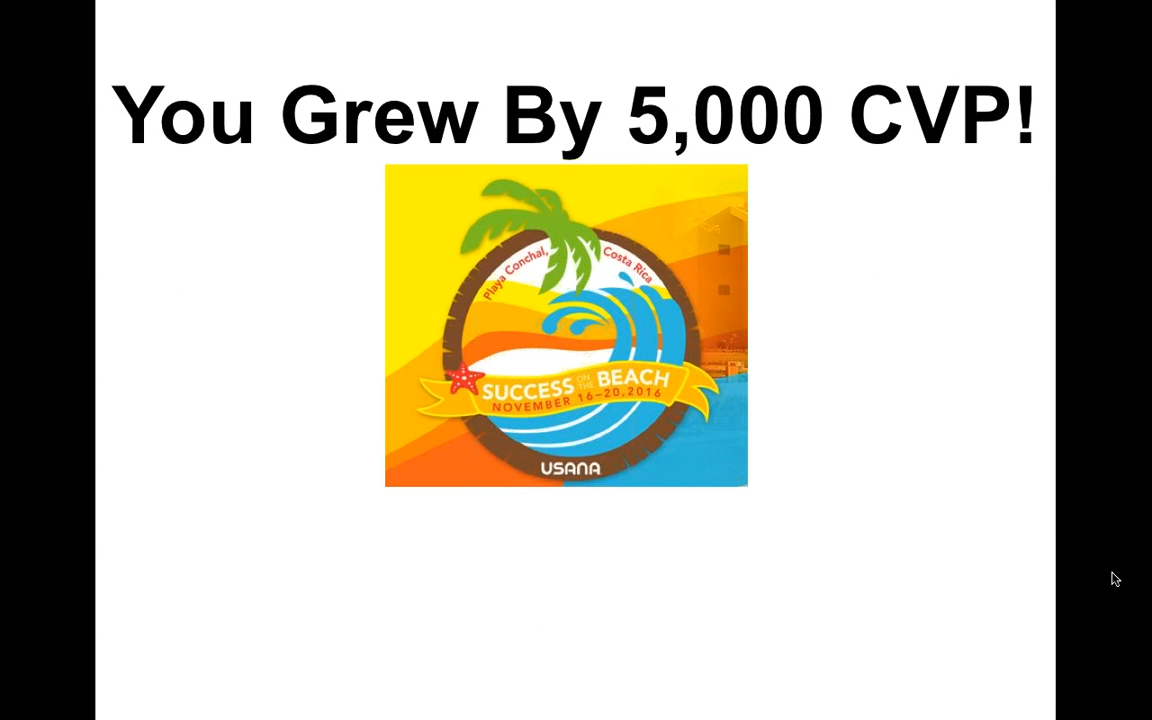 You Grew By 5,000 CVP!
Playa Conchal, Costa Rica
SUCCESS ON THE BEACH
NOVEMBER 16-20, 2016
USANA